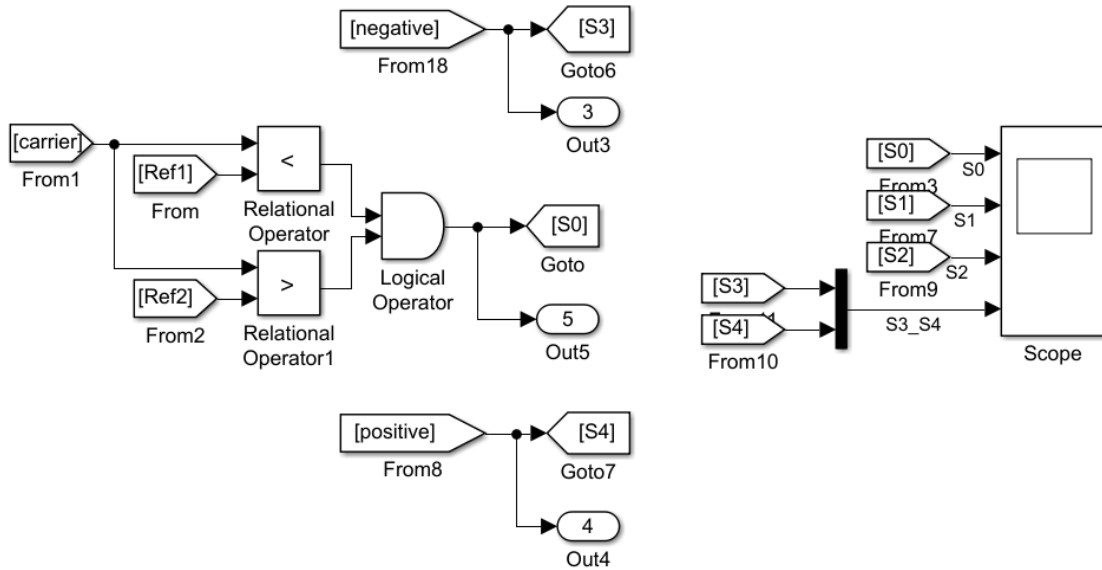 [negative]
From18
[S3]
Goto6
3
Out3
[carrier]
From1
[Ref1]
From
<
Relational
Operator
[Ref2]
From2
>
Relational
Operator1
Logical
Operator
[S0]
Goto
5
Out5
[positive]
From8
[S4]
Goto7
4
Out4
[S0]
From3
S0
[S1]
From7
S1
[S2]
From9
S2
[S3]
[S4]
From10
S3_S4
Scope